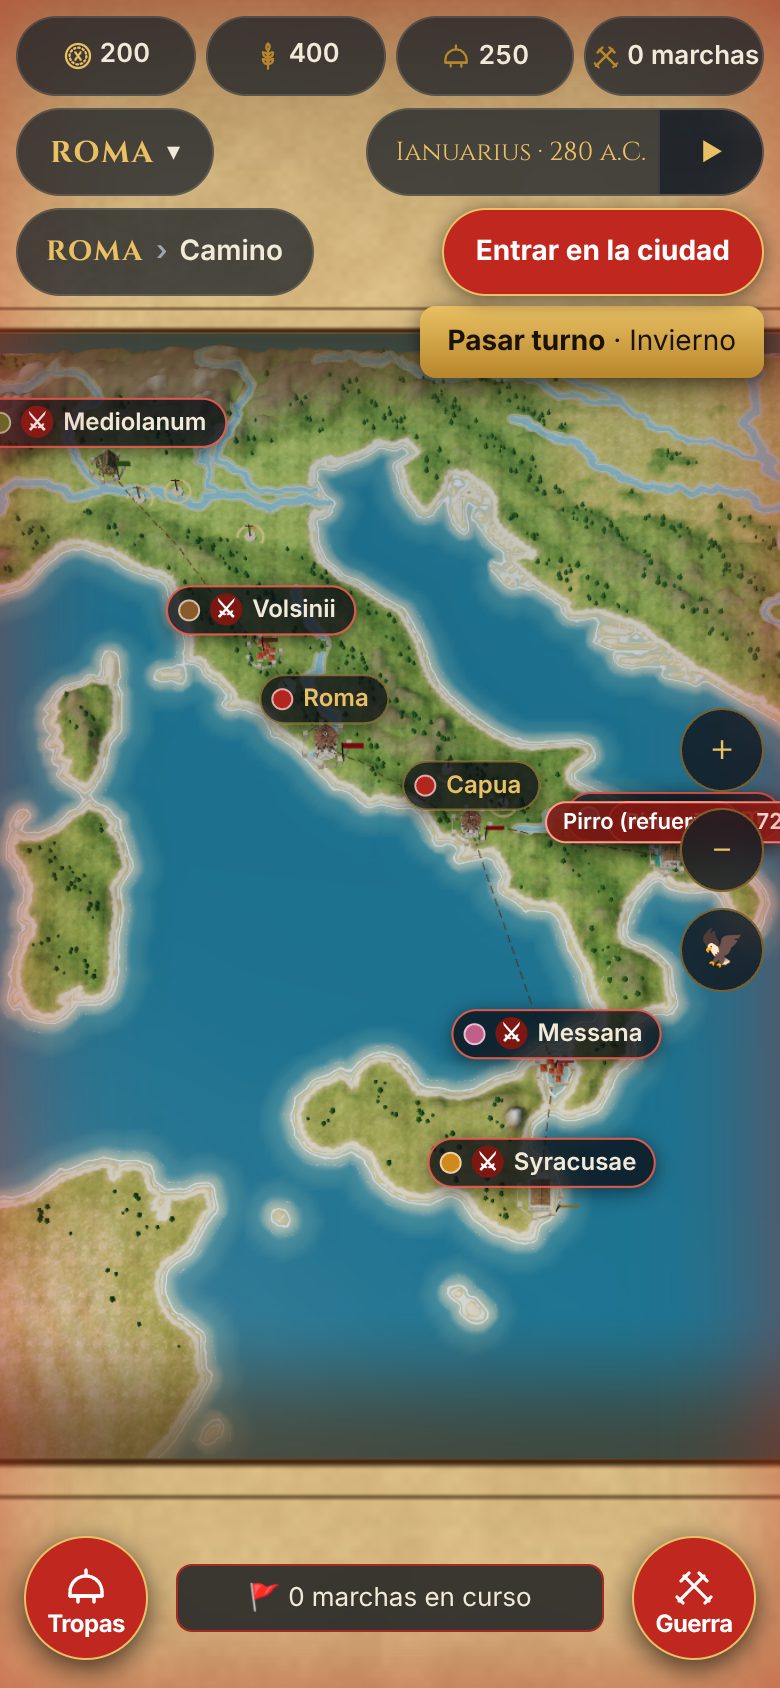 200
400
250
0 marchas
ROMA ▾
IANUARIUS · 280 A.C.
ROMA › Camino
Entrar en la ciudad
Pasar turno · Invierno
Mediolanum
Volsinii
Roma
Capua
+
Pirro (refuer
72
−
Messana
Syracusae
0 marchas en curso
Tropas
Guerra